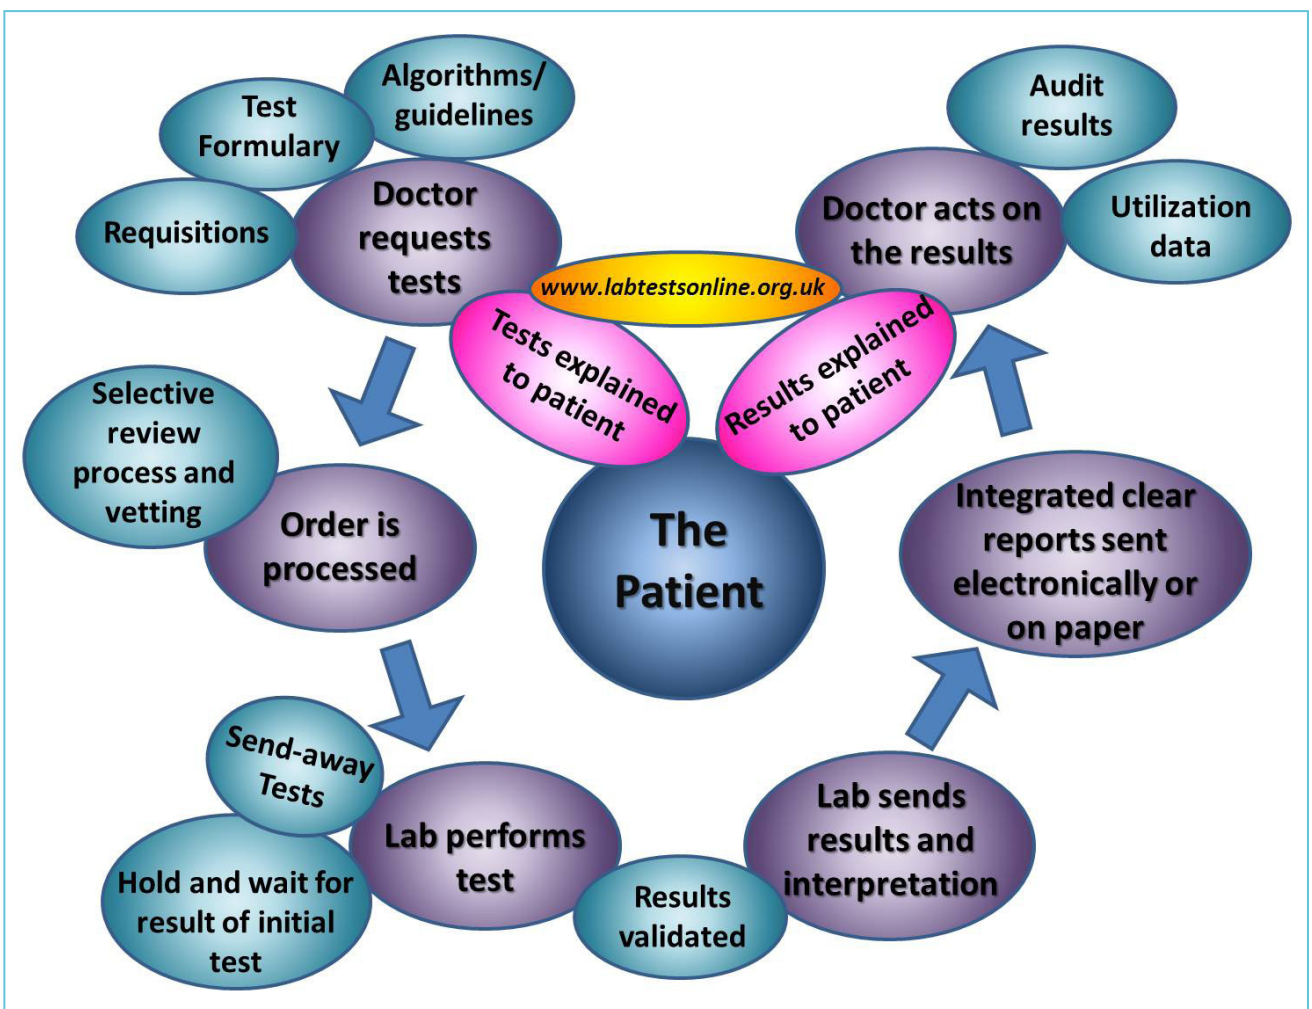 Algorithms/
guidelines
Test
Formulary
Requisitions
Doctor
requests
tests
Audit
results
Utilization
data
Doctor acts on
the results
www.labtestsonline.org.uk
Tests explained
to patient
Results explained
to patient
Selective
review
process and
vetting
Order is
processed
The
Patient
Integrated clear
reports sent
electronically or
on paper
Send-away
Tests
Hold and wait for
result of initial
test
Lab performs
test
Results
validated
Lab sends
results and
interpretation